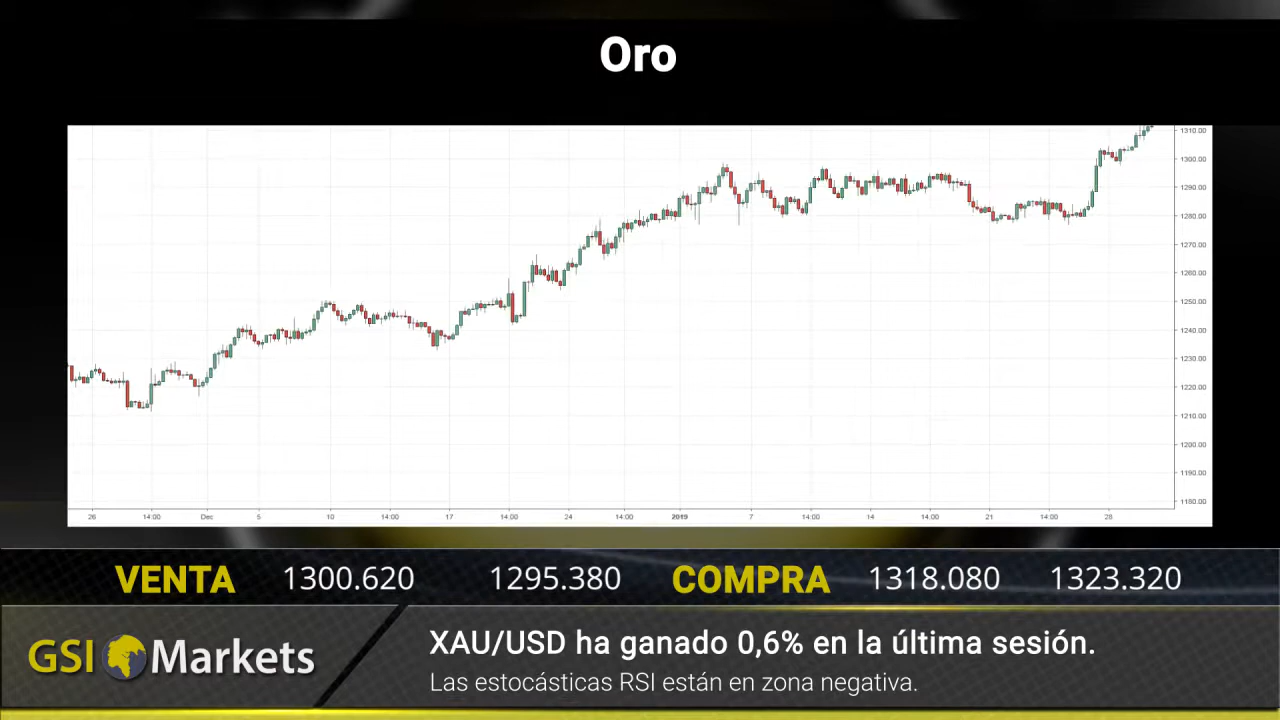 Oro
1310.00
1300.00
1290.00
1280.00
1270.00
1260.00
1250.00
1240.00
1230.00
1220.00
1210.00
1200.00
1190.00
1180.00
26 14:00 Dec 5 10 14:00 17 14:00 24 14:00 2019 7 14:00 14 14:00 21 14:00 28
VENTA 1300.620 1295.380 COMPRA 1318.080 1323.320
GSI Markets
XAU/USD ha ganado 0,6% en la última sesión.
Las estocásticas RSI están en zona negativa.